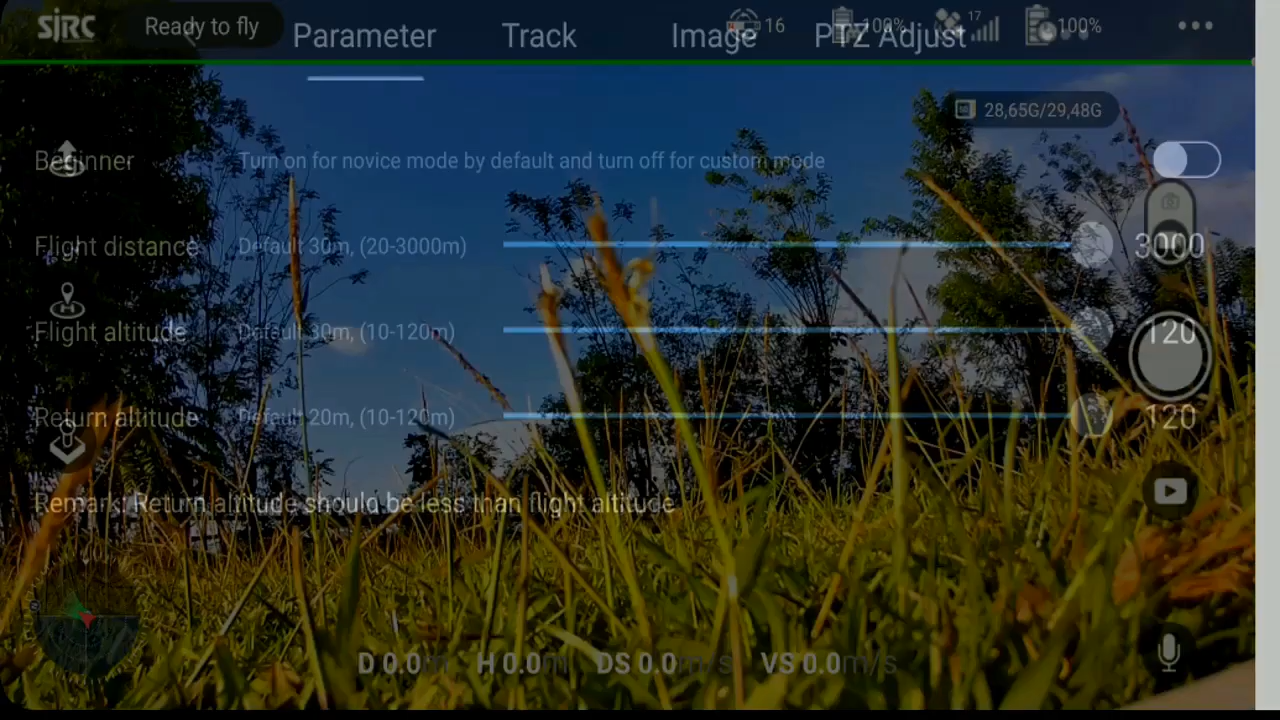 SJRC Ready to fly Parameter Track Image PTZ Adjust 16 100% 17 100%
28,65G/29,48G
Beginner Turn on for novice mode by default and turn off for custom mode
Flight distance Default 30m, (20-3000m) 3000
Flight altitude Default 30m, (10-120m) 120
Return altitude Default 20m, (10-120m) 120
Remark: Return altitude should be less than flight altitude
D 0.0m H 0.0m DS 0.0m/s VS 0.0m/s